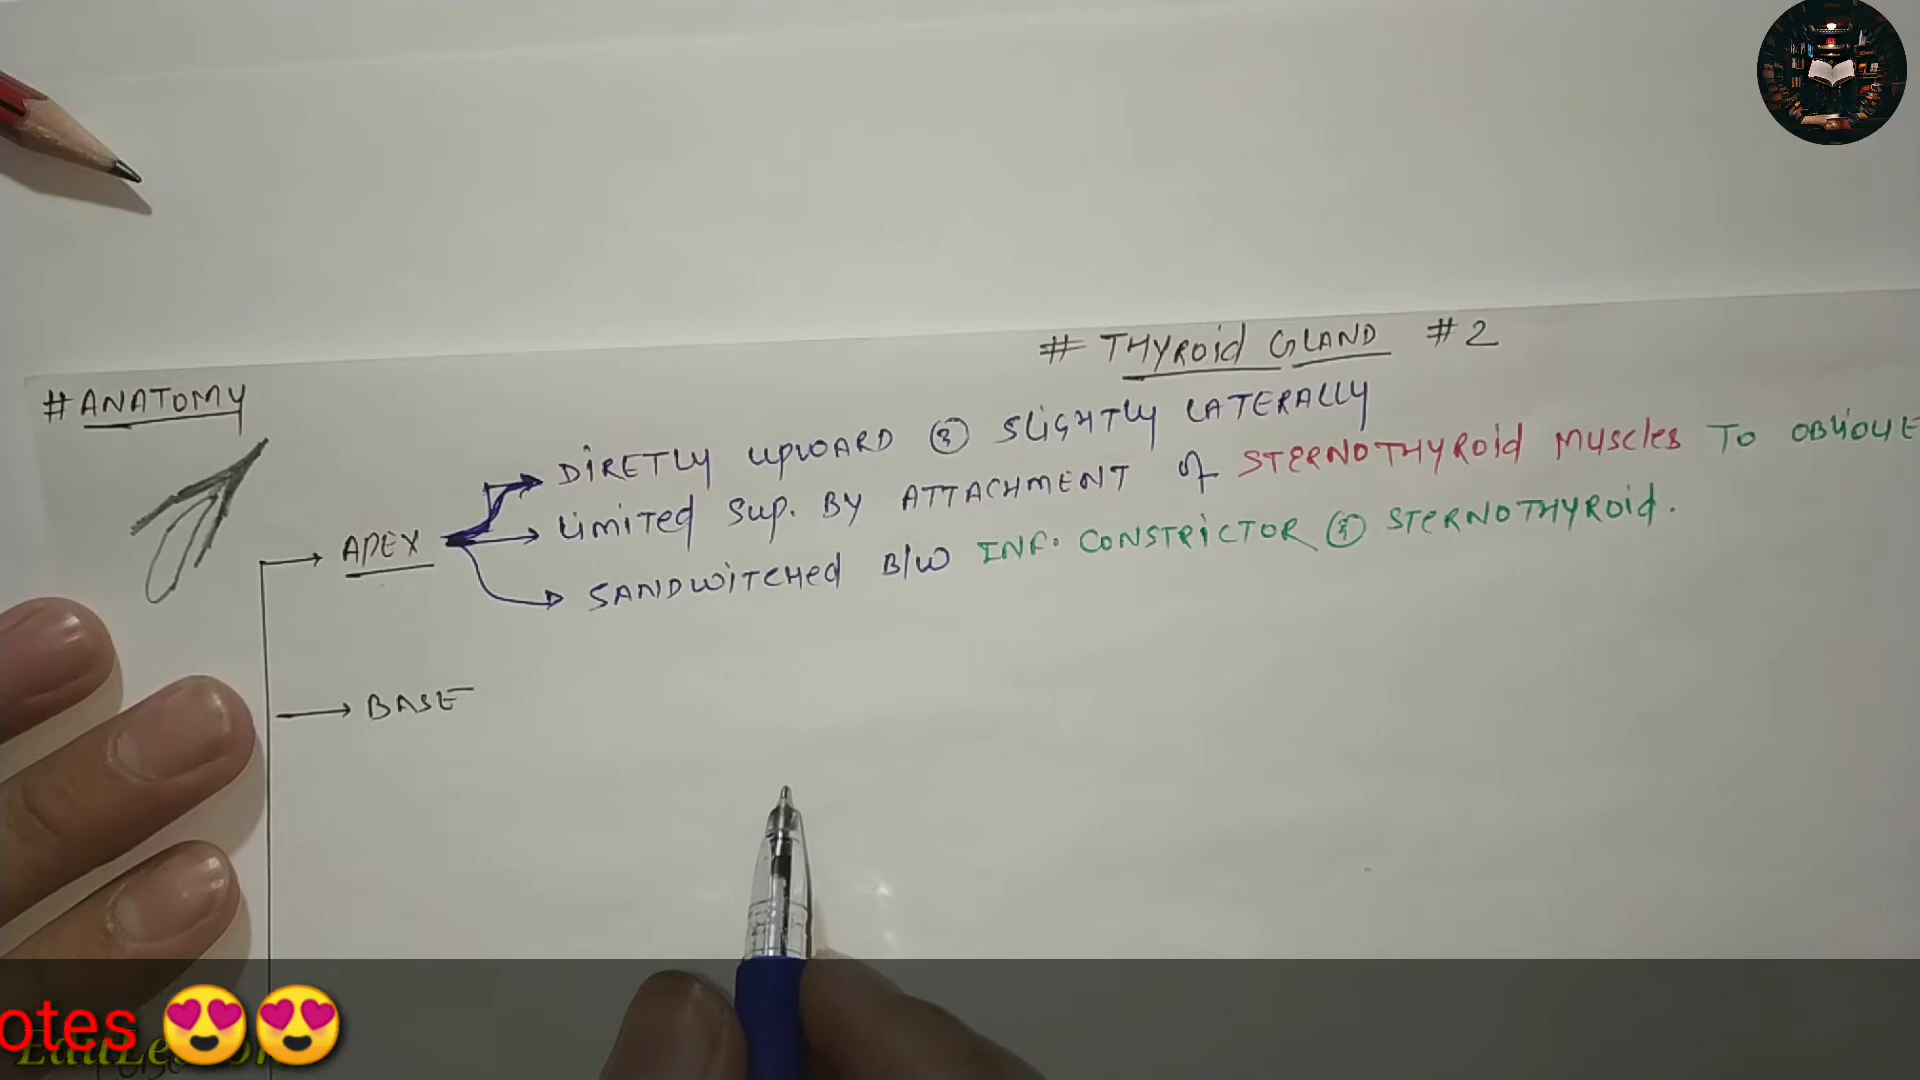 # THYROID GLAND #2
# ANATOMY
DIRETLY UPWARD & SLIGHTLY LATERALLY
APEX
LIMITED SUP. BY ATTACHMENT of STERNOTHYROID MUSCLES TO OBLIQUE
SANDWITCHED B/W INF. CONSTRICTOR & STERNOTHYROID.
BASE
otes 😍😍